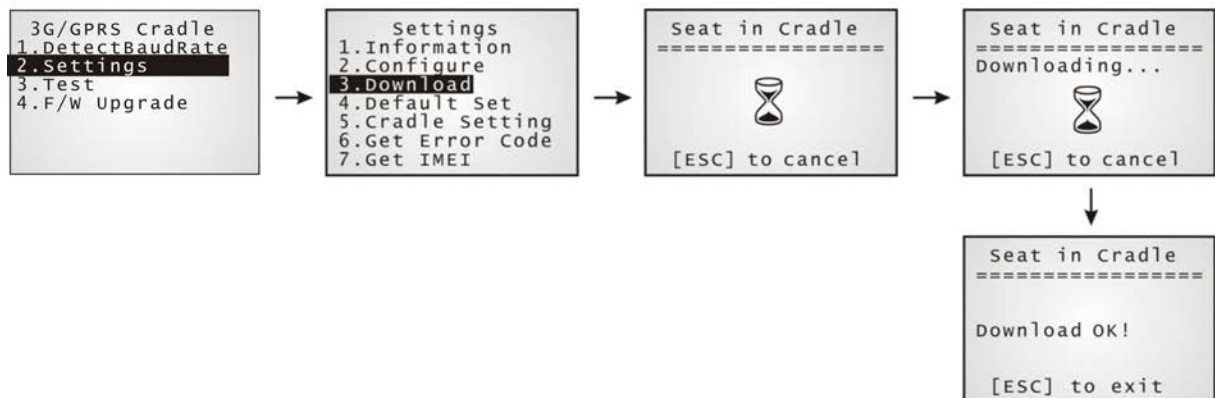 3G/GPRS Cradle
1.DetectBaudRate
2.Settings
3.Test
4.F/W Upgrade
Settings
1.Information
2.Configure
3.Download
4.Default Set
5.Cradle Setting
6.Get Error Code
7.Get IMEI
Seat in Cradle
=================
[ESC] to cancel
Seat in Cradle
=================
Downloading...
[ESC] to cancel
Seat in Cradle
=================
Download OK!
[ESC] to exit